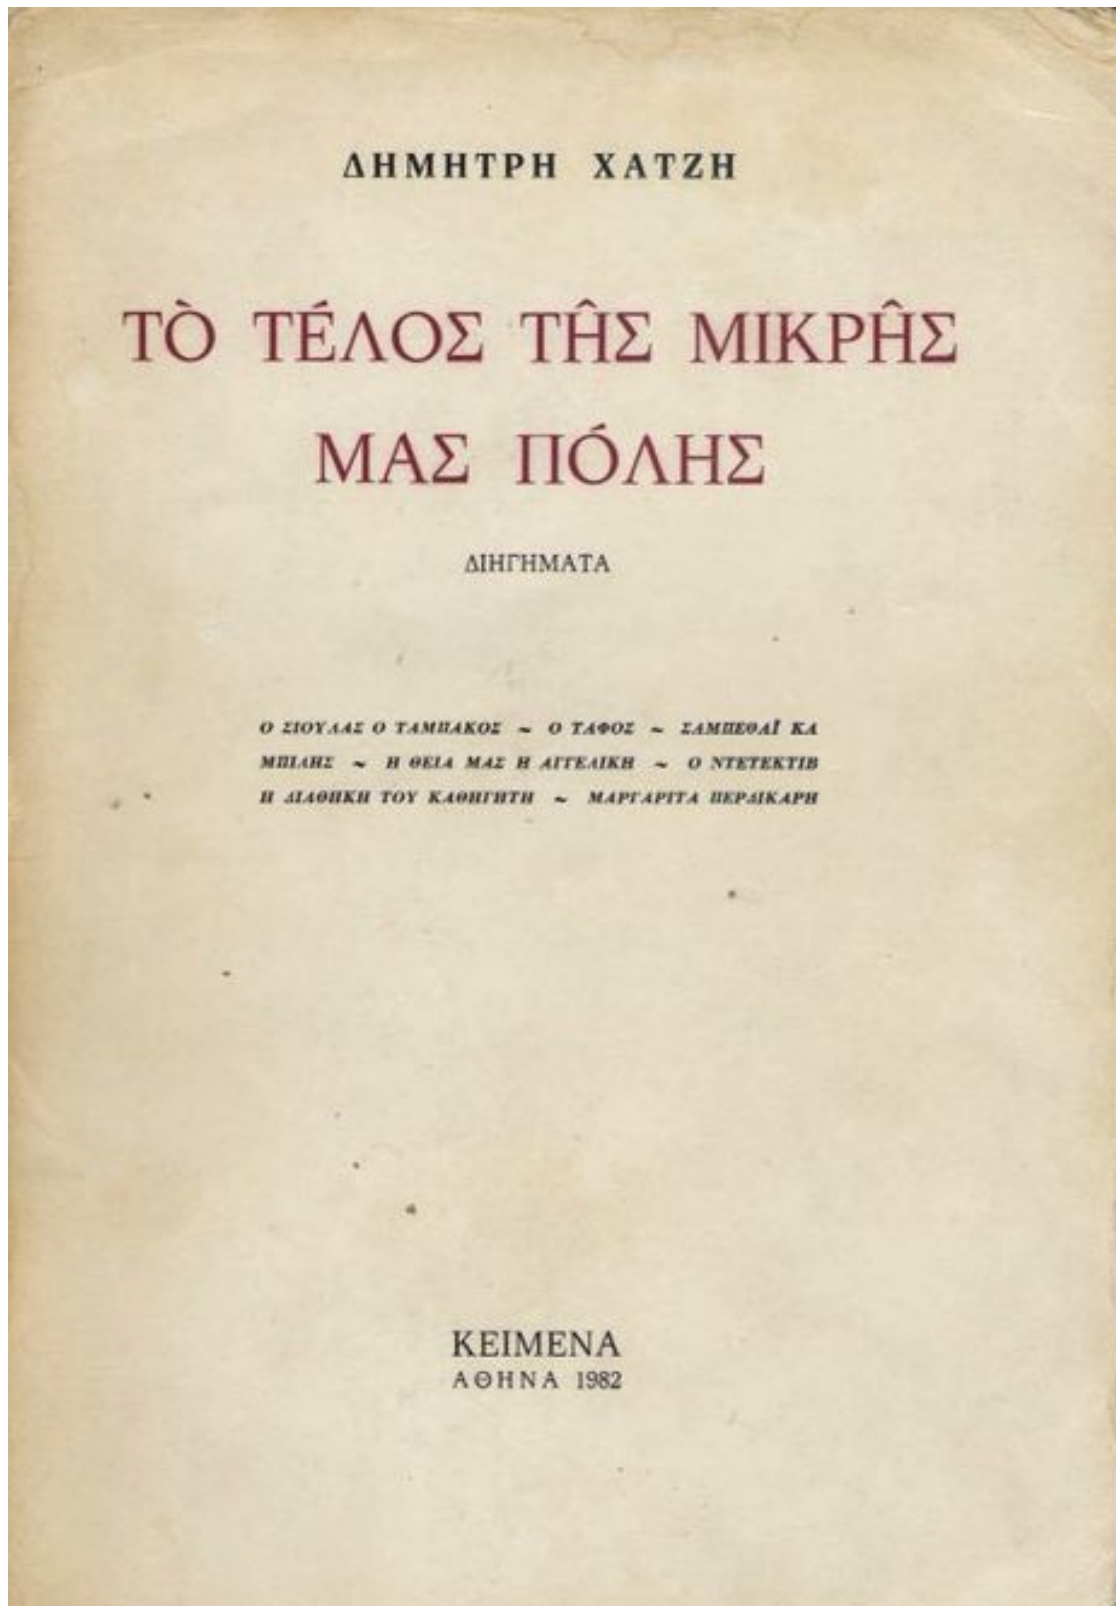 ΔΗΜΗΤΡΗ ΧΑΤΖΗ
ΤῸ ΤΈΛΟΣ ΤΗ͂Σ ΜΙΚΡΗ͂Σ
ΜΑΣ ΠΌΛΗΣ
ΔΙΗΓΗΜΑΤΑ
Ο ΣΙΟΥΛΑΣ Ο ΤΑΜΠΑΚΟΣ ~ Ο ΤΑΦΟΣ ~ ΣΑΜΠΕΘΑΪ ΚΑ
ΜΠΙΛΗΣ ~ Η ΘΕΙΑ ΜΑΣ Η ΑΓΓΕΛΙΚΗ ~ Ο ΝΤΕΤΕΚΤΙΒ
Η ΔΙΑΘΗΚΗ ΤΟΥ ΚΑΘΗΓΗΤΗ ~ ΜΑΡΓΑΡΙΤΑ ΠΕΡΔΙΚΑΡΗ
ΚΕΙΜΕΝΑ
ΑΘΗΝΑ 1982